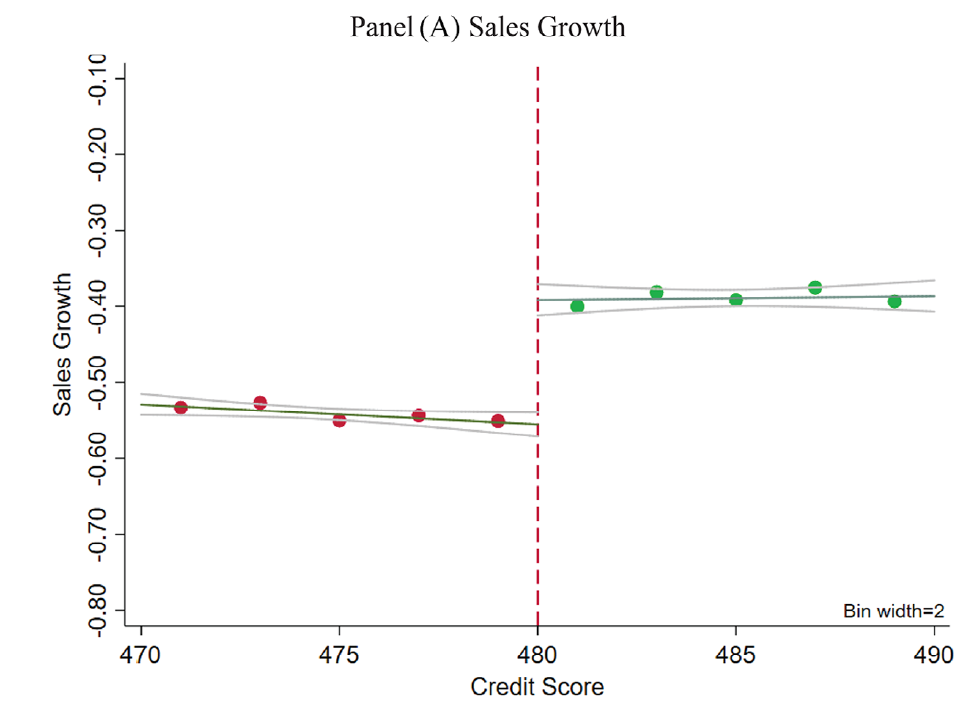 Panel (A) Sales Growth
-0.10
-0.20
-0.30
-0.40
-0.50
-0.60
-0.70
-0.80
Sales Growth
Bin width=2
470 475 480 485 490
Credit Score